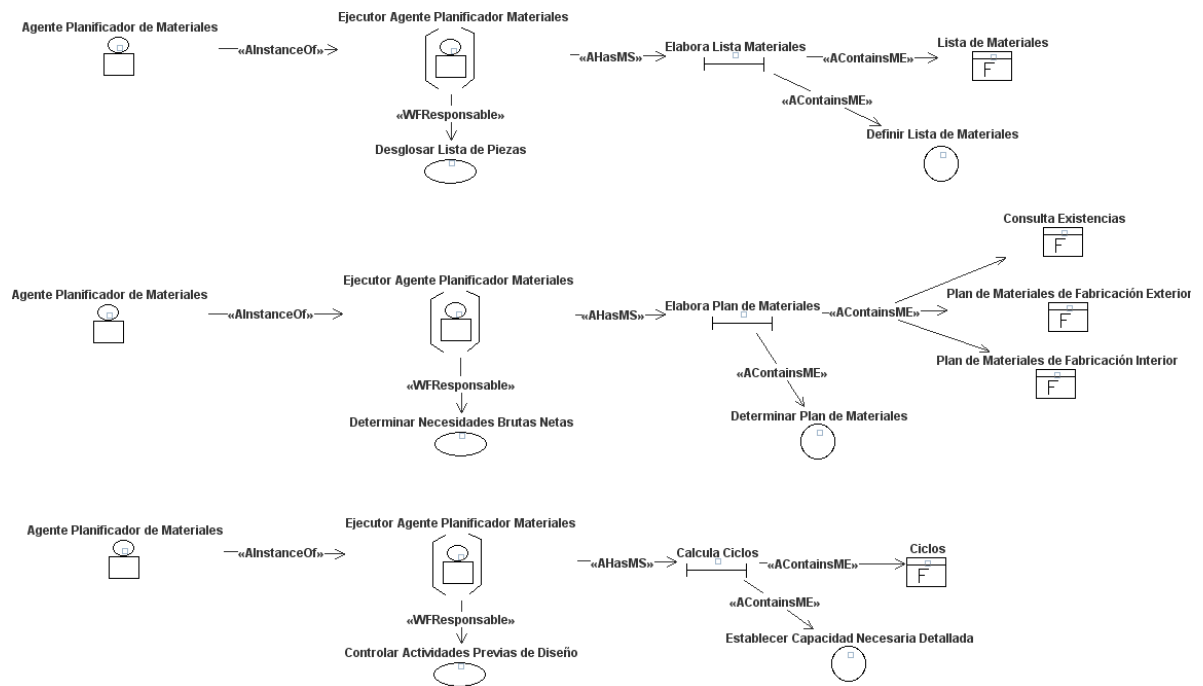 Agente Planificador de Materiales
«AInstanceOf»
Ejecutor Agente Planificador Materiales
«AHasMS»
Elabora Lista Materiales
«AContainsME»
Lista de Materiales
F
«AContainsME»
Definir Lista de Materiales
«WFResponsable»
Desglosar Lista de Piezas
Agente Planificador de Materiales
«AInstanceOf»
Ejecutor Agente Planificador Materiales
«AHasMS»
Elabora Plan de Materiales
«AContainsME»
Consulta Existencias
F
Plan de Materiales de Fabricación Exterior
F
Plan de Materiales de Fabricación Interior
F
«AContainsME»
Determinar Plan de Materiales
«WFResponsable»
Determinar Necesidades Brutas Netas
Agente Planificador de Materiales
«AInstanceOf»
Ejecutor Agente Planificador Materiales
«AHasMS»
Calcula Ciclos
«AContainsME»
Ciclos
F
«AContainsME»
Establecer Capacidad Necesaria Detallada
«WFResponsable»
Controlar Actividades Previas de Diseño